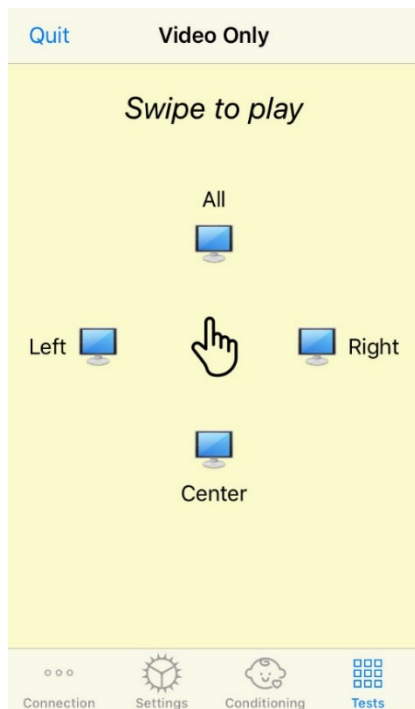 Quit Video Only
Swipe to play
All
Left Right
Center
Connection Settings Conditioning Tests